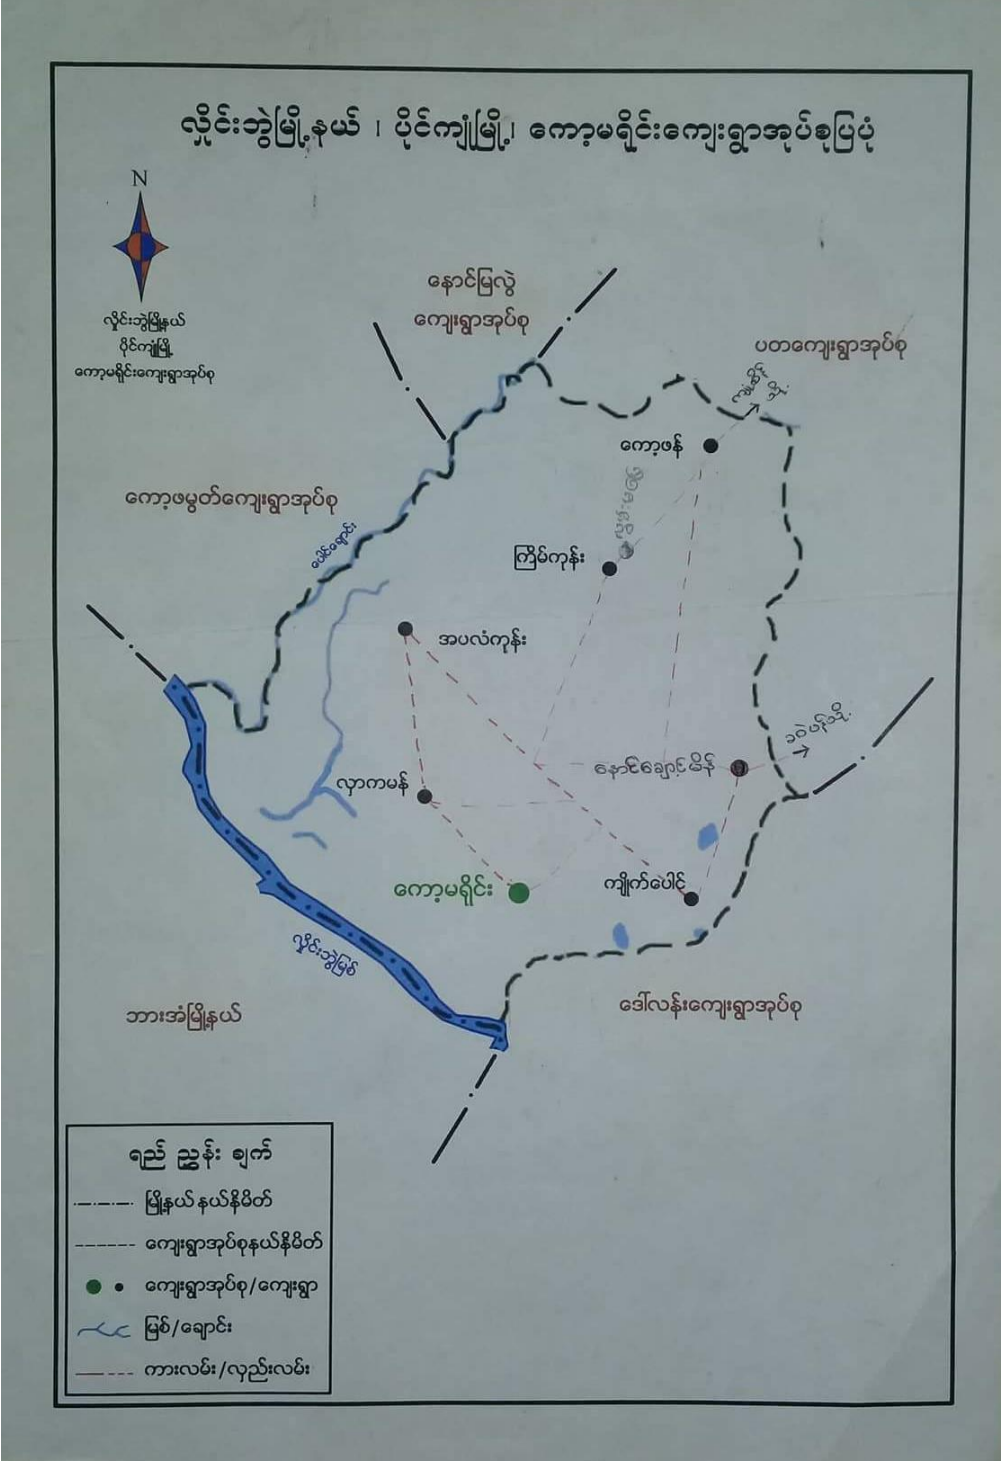 လှိုင်းဘွဲမြို့နယ် ၊ ပိုင်ကျုံမြို့၊ ကော့မရိုင်းကျေးရွာအုပ်စုပြပုံ
N
လှိုင်းဘွဲမြို့နယ်
ပိုင်ကျုံမြို့
ကော့မရိုင်းကျေးရွာအုပ်စု
နောင်မြလွဲ
ကျေးရွာအုပ်စု
ပတကျေးရွာအုပ်စု
ကော့ဖန်
ကော့ဖမွတ်ကျေးရွာအုပ်စု
ပေါင်ချောင်း
ကြိမ်ကုန်း
အပလံကုန်း
နောင်ချောင့်မိန်
လှာကမန်
ကော့မရိုင်း
ကျိုက်ပေါင့်
လှိုင်းဘွဲမြစ်
ဘားအံမြို့နယ်
ဒေါ်လန်းကျေးရွာအုပ်စု
ရည် ညွှန်း ချက်
မြို့နယ်နယ်နိမိတ်
ကျေးရွာအုပ်စုနယ်နိမိတ်
ကျေးရွာအုပ်စု/ကျေးရွာ
မြစ်/ချောင်း
ကားလမ်း/လှည်းလမ်း